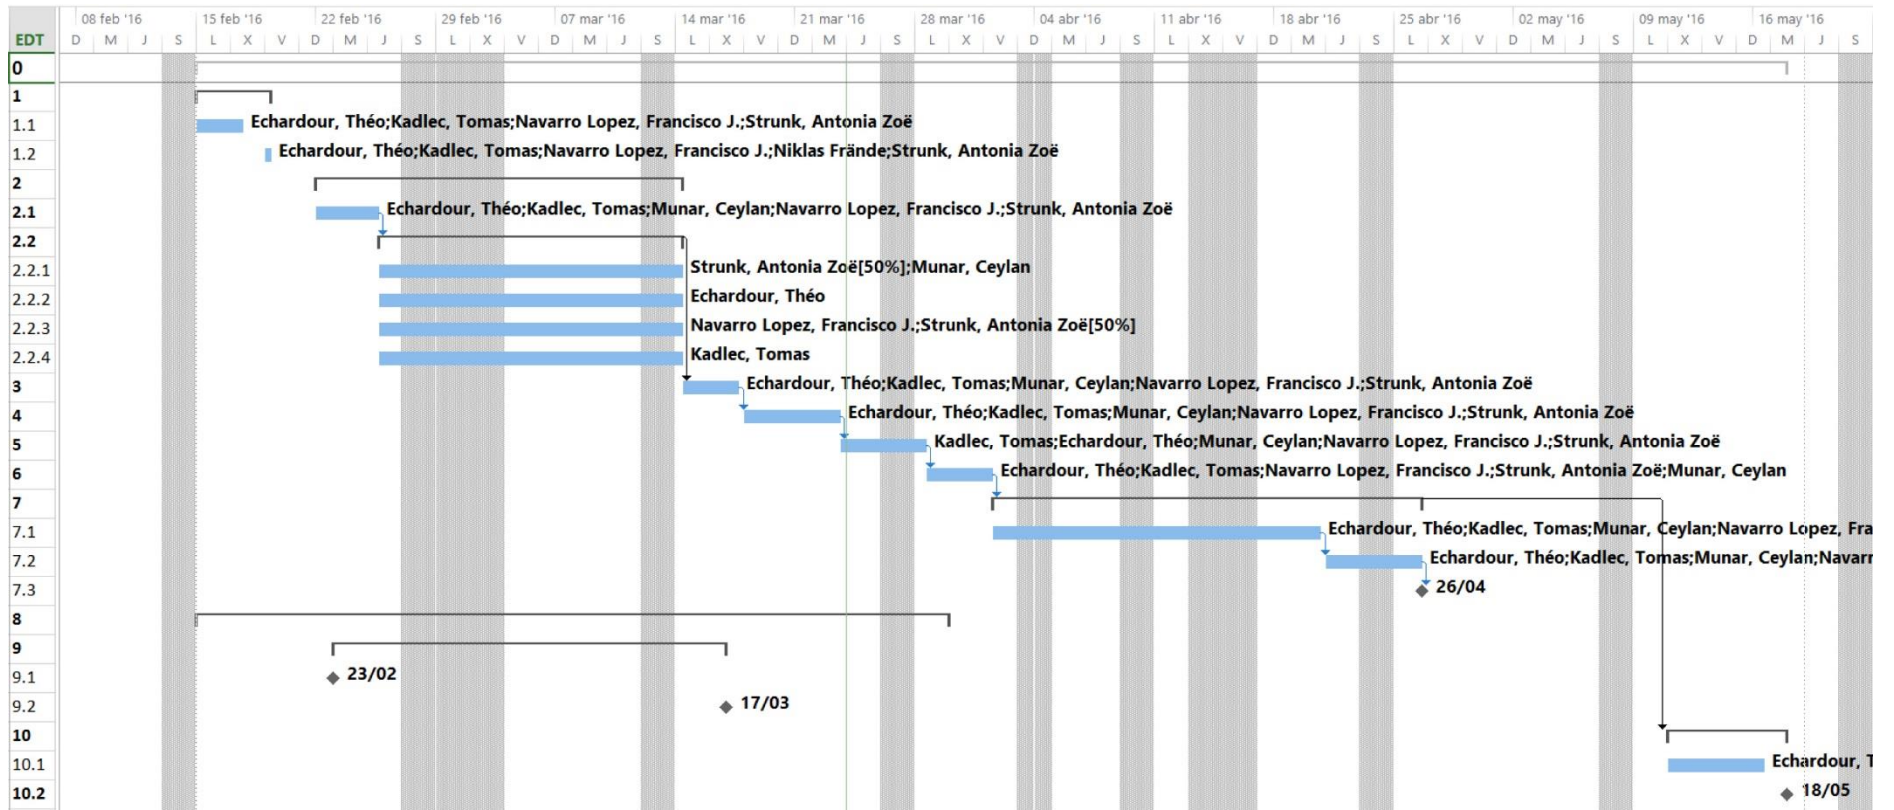 08 feb '16 15 feb '16 22 feb '16 29 feb '16 07 mar '16 14 mar '16 21 mar '16 28 mar '16 04 abr '16 11 abr '16 18 abr '16 25 abr '16 02 may '16 09 may '16 16 may '16
EDT D M J S L X V D M J S L X V D M J S L X V D M J S L X V D M J S L X V D M J S L X V D M J S L X V D M J S
0
1
1.1 Echardour, Théo;Kadlec, Tomas;Navarro Lopez, Francisco J.;Strunk, Antonia Zoë
1.2 Echardour, Théo;Kadlec, Tomas;Navarro Lopez, Francisco J.;Niklas Frände;Strunk, Antonia Zoë
2
2.1 Echardour, Théo;Kadlec, Tomas;Munar, Ceylan;Navarro Lopez, Francisco J.;Strunk, Antonia Zoë
2.2
2.2.1 Strunk, Antonia Zoë[50%];Munar, Ceylan
2.2.2 Echardour, Théo
2.2.3 Navarro Lopez, Francisco J.;Strunk, Antonia Zoë[50%]
2.2.4 Kadlec, Tomas
3 Echardour, Théo;Kadlec, Tomas;Munar, Ceylan;Navarro Lopez, Francisco J.;Strunk, Antonia Zoë
4 Echardour, Théo;Kadlec, Tomas;Munar, Ceylan;Navarro Lopez, Francisco J.;Strunk, Antonia Zoë
5 Kadlec, Tomas;Echardour, Théo;Munar, Ceylan;Navarro Lopez, Francisco J.;Strunk, Antonia Zoë
6 Echardour, Théo;Kadlec, Tomas;Navarro Lopez, Francisco J.;Strunk, Antonia Zoë;Munar, Ceylan
7
7.1 Echardour, Théo;Kadlec, Tomas;Munar, Ceylan;Navarro Lopez, Fra
7.2 Echardour, Théo;Kadlec, Tomas;Munar, Ceylan;Navarr
7.3 26/04
8
9
9.1 23/02
9.2 17/03
10
10.1 Echardour, T
10.2 18/05